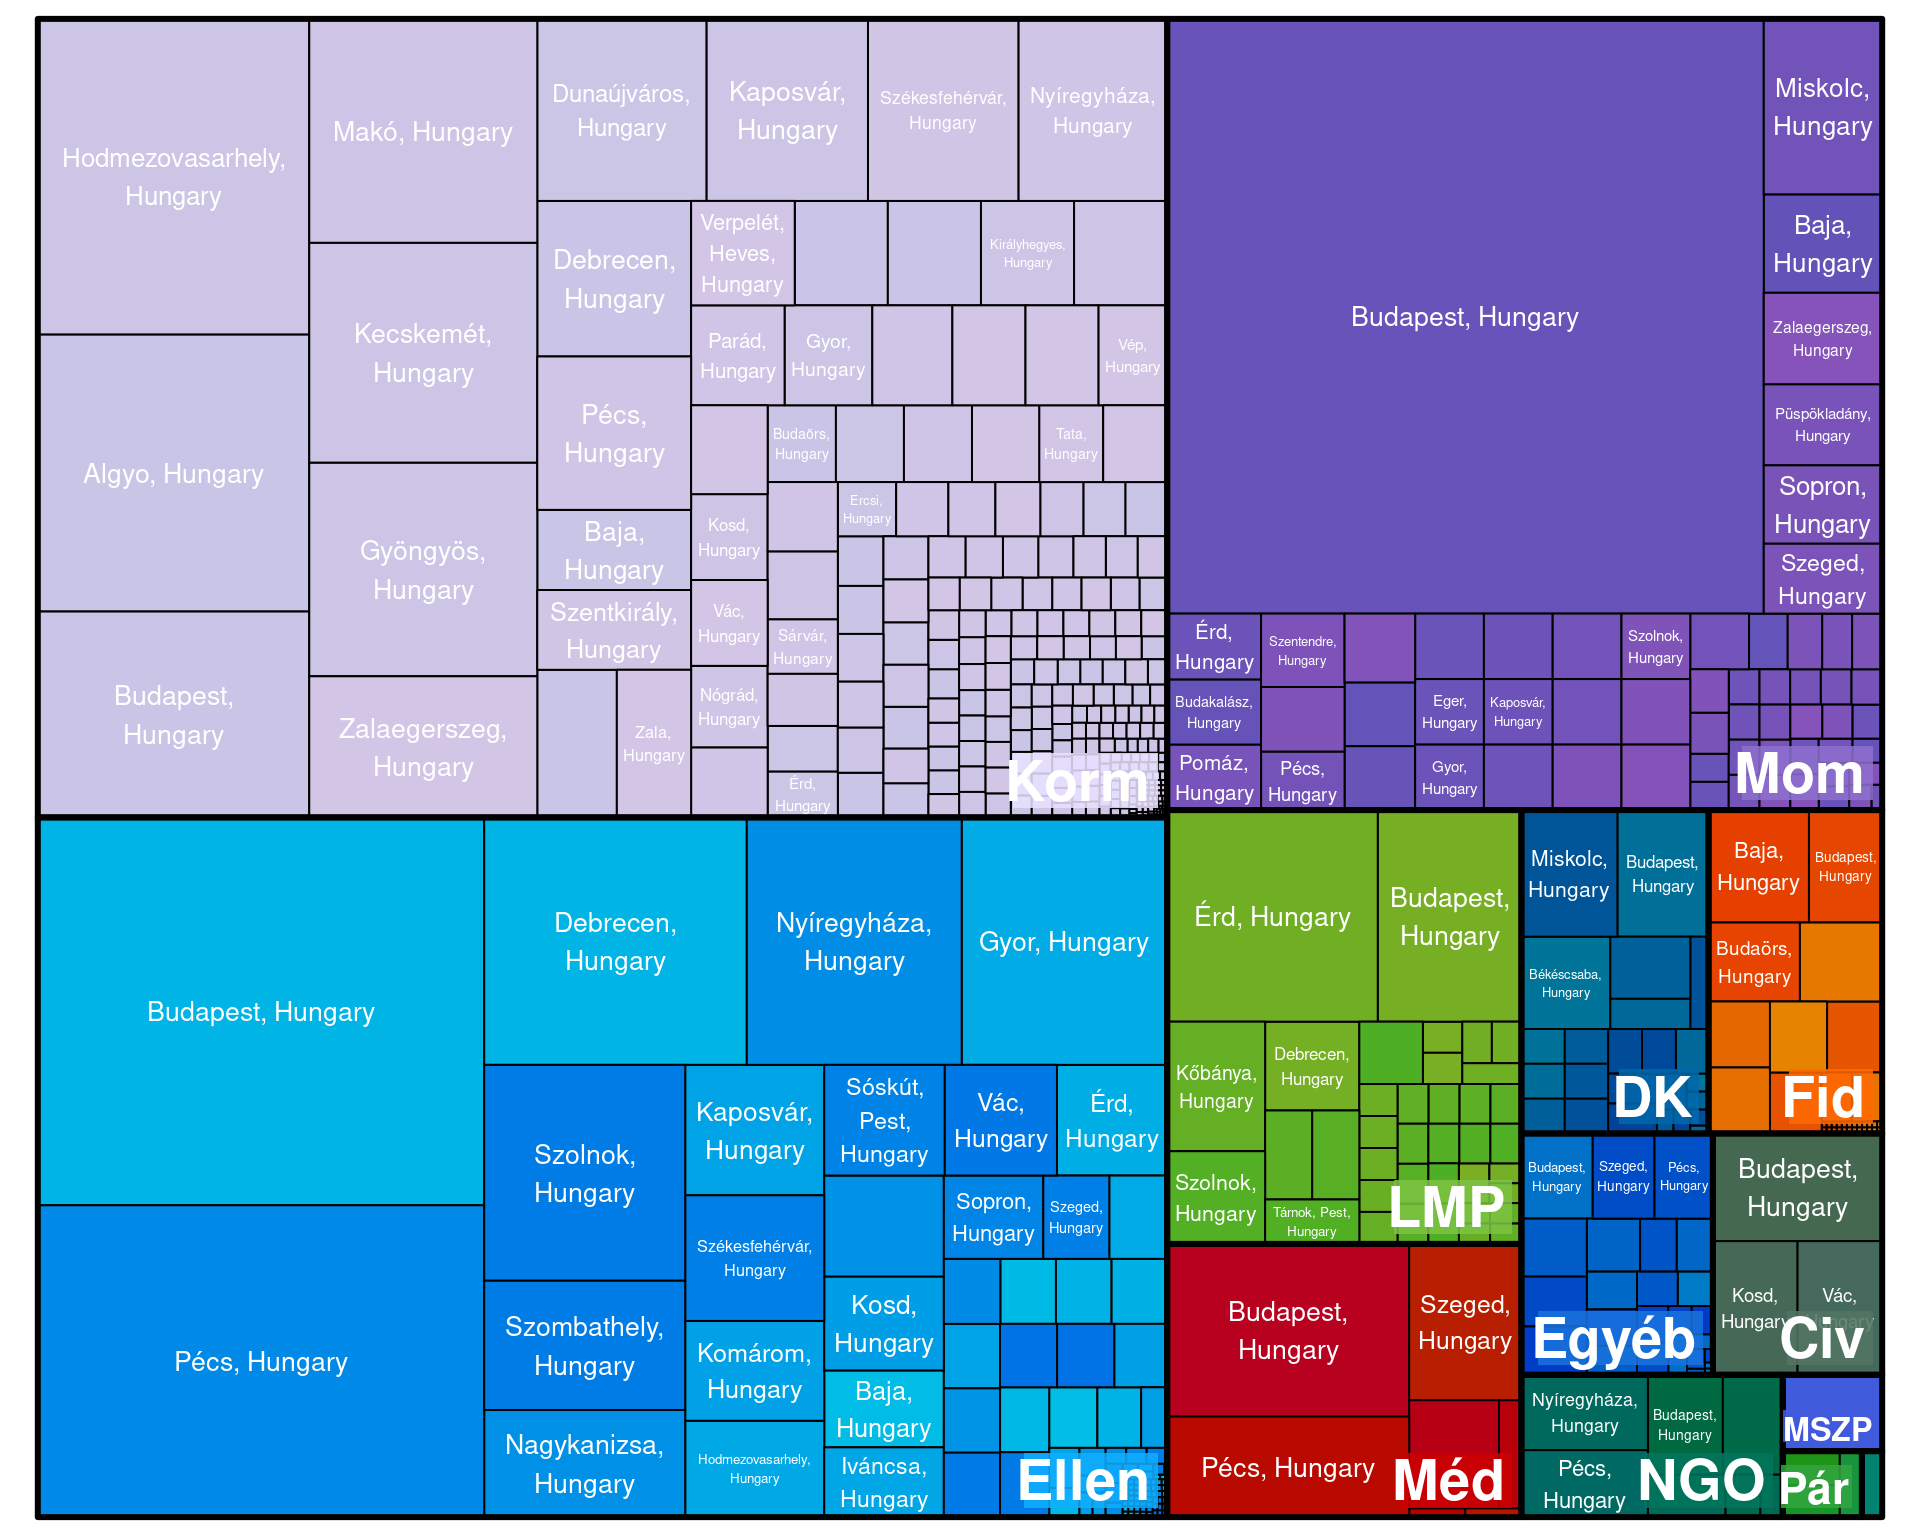 Hodmezovasarhely,
Hungary
Algyo, Hungary
Budapest,
Hungary
Makó, Hungary
Kecskemét,
Hungary
Gyöngyös,
Hungary
Zalaegerszeg,
Hungary
Dunaújváros,
Hungary
Kaposvár,
Hungary
Székesfehérvár,
Hungary
Nyíregyháza,
Hungary
Debrecen,
Hungary
Pécs,
Hungary
Baja,
Hungary
Szentkirály,
Hungary
Zala,
Hungary
Verpelét,
Heves,
Hungary
Királyhegyes,
Hungary
Parád,
Hungary
Gyor,
Hungary
Vép,
Hungary
Budaörs,
Hungary
Tata,
Hungary
Kosd,
Hungary
Ercsi,
Hungary
Vác,
Hungary
Sárvár,
Hungary
Nógrád,
Hungary
Érd,
Hungary
Korm
Budapest, Hungary
Miskolc,
Hungary
Baja,
Hungary
Zalaegerszeg,
Hungary
Püspökladány,
Hungary
Sopron,
Hungary
Szeged,
Hungary
Érd,
Hungary
Szentendre,
Hungary
Szolnok,
Hungary
Budakalász,
Hungary
Eger,
Hungary
Kaposvár,
Hungary
Pomáz,
Hungary
Pécs,
Hungary
Gyor,
Hungary
Mom
Budapest, Hungary
Pécs, Hungary
Debrecen,
Hungary
Nyíregyháza,
Hungary
Gyor, Hungary
Szolnok,
Hungary
Szombathely,
Hungary
Nagykanizsa,
Hungary
Kaposvár,
Hungary
Székesfehérvár,
Hungary
Komárom,
Hungary
Hodmezovasarhely,
Hungary
Sóskút,
Pest,
Hungary
Vác,
Hungary
Érd,
Hungary
Sopron,
Hungary
Szeged,
Hungary
Kosd,
Hungary
Baja,
Hungary
Iváncsa,
Hungary
Ellen
Érd, Hungary
Budapest,
Hungary
Kőbánya,
Hungary
Debrecen,
Hungary
Szolnok,
Hungary
Tárnok, Pest,
Hungary
LMP
Budapest,
Hungary
Szeged,
Hungary
Pécs, Hungary
Méd
Miskolc,
Hungary
Budapest,
Hungary
Békéscsaba,
Hungary
DK
Baja,
Hungary
Budapest,
Hungary
Budaörs,
Hungary
Fid
Budapest,
Hungary
Szeged,
Hungary
Pécs,
Hungary
Egyéb
Budapest,
Hungary
Kosd,
Hungary
Vác,
Hungary
Civ
Nyíregyháza,
Hungary
Budapest,
Hungary
Pécs,
Hungary
NGO
MSZP
Pár